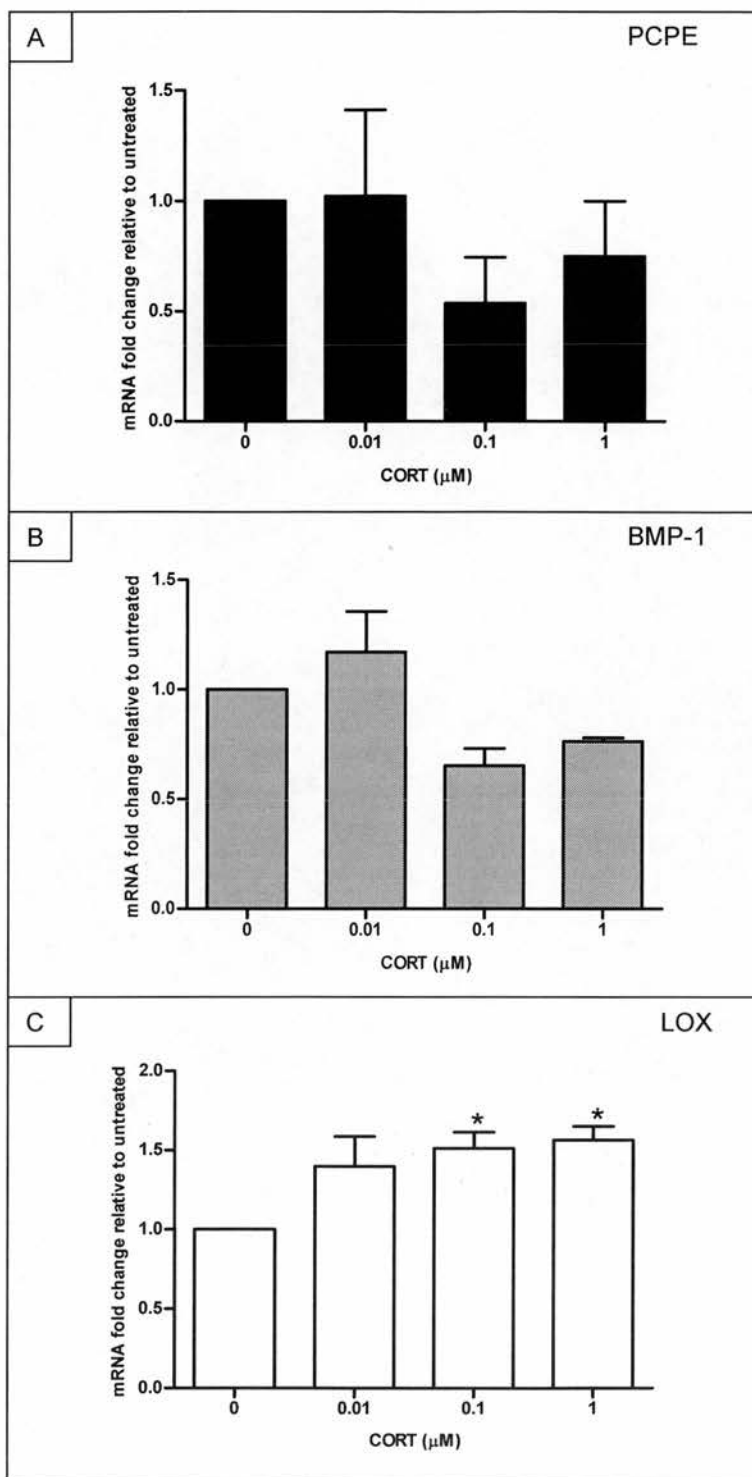 A
PCPE
mRNA fold change relative to untreated
1.5
1.0
0.5
0.0
0 0.01 0.1 1
CORT (μM)
B
BMP-1
mRNA fold change relative to untreated
1.5
1.0
0.5
0.0
0 0.01 0.1 1
CORT (μM)
C
LOX
mRNA fold change relative to untreated
2.0
1.5
1.0
0.5
0.0
* *
0 0.01 0.1 1
CORT (μM)